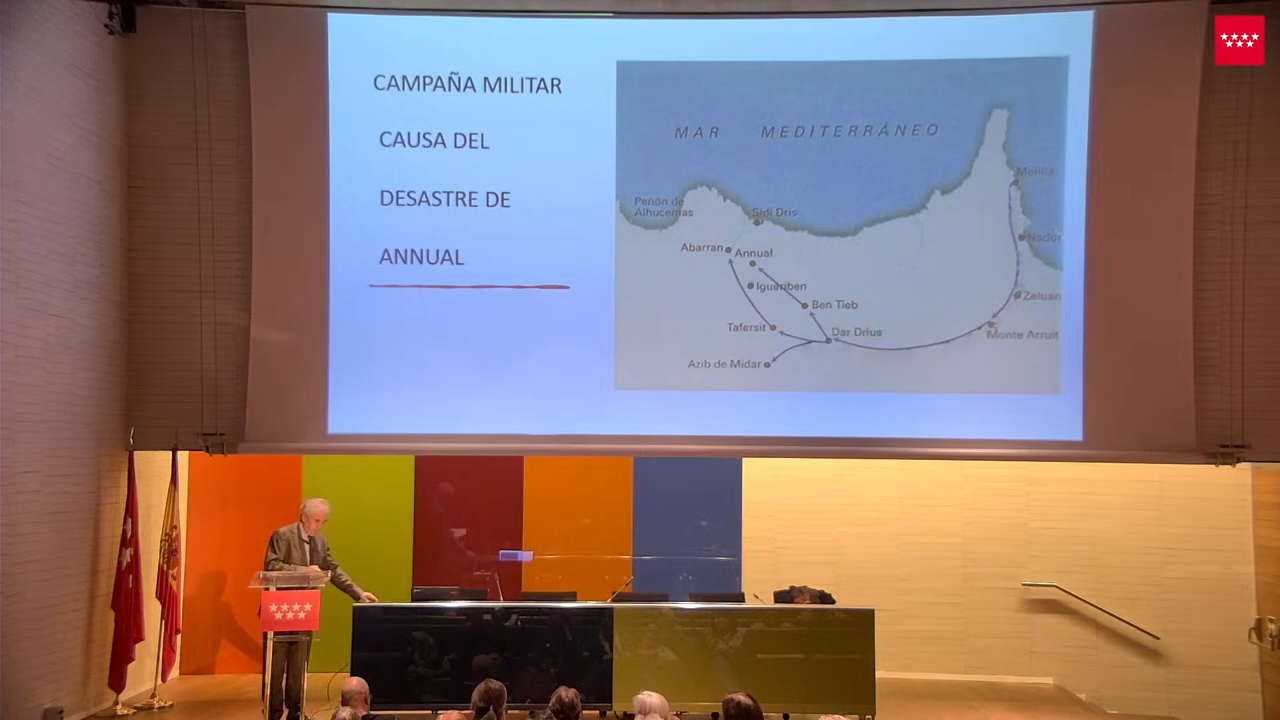 CAMPAÑA MILITAR
CAUSA DEL
DESASTRE DE
ANNUAL
MAR MEDITERRÁNEO
Melilla
Peñón de
Alhucemas
Sidi Dris
Nador
Abarran
Annual
Igueriben
Zeluan
Ben Tieb
Tafersit
Dar Drius
Monte Arruit
Azib de Midar